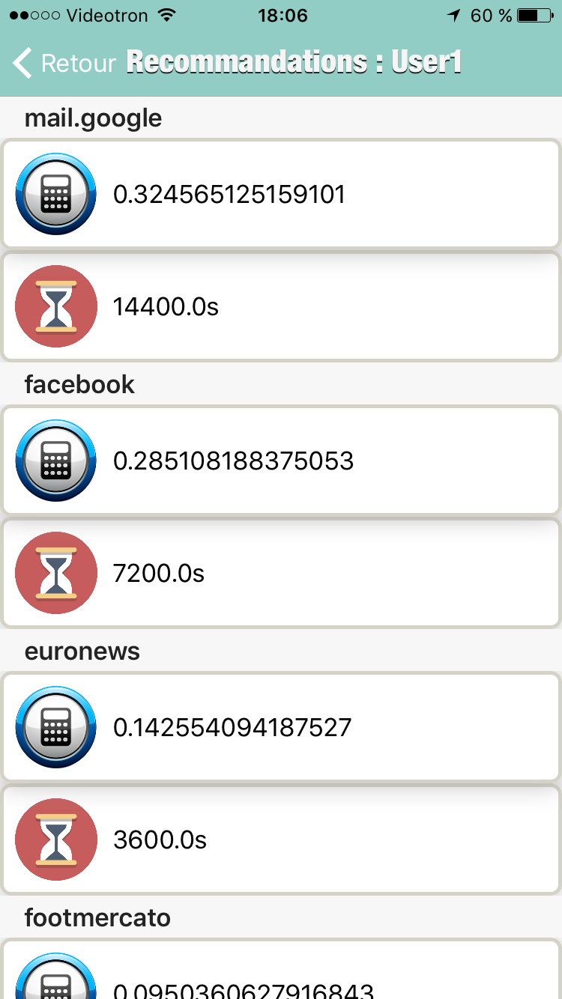 Videotron 18:06 60 %
Retour Recommandations : User1
mail.google
0.324565125159101
14400.0s
facebook
0.285108188375053
7200.0s
euronews
0.142554094187527
3600.0s
footmercato
0.0950360627916843